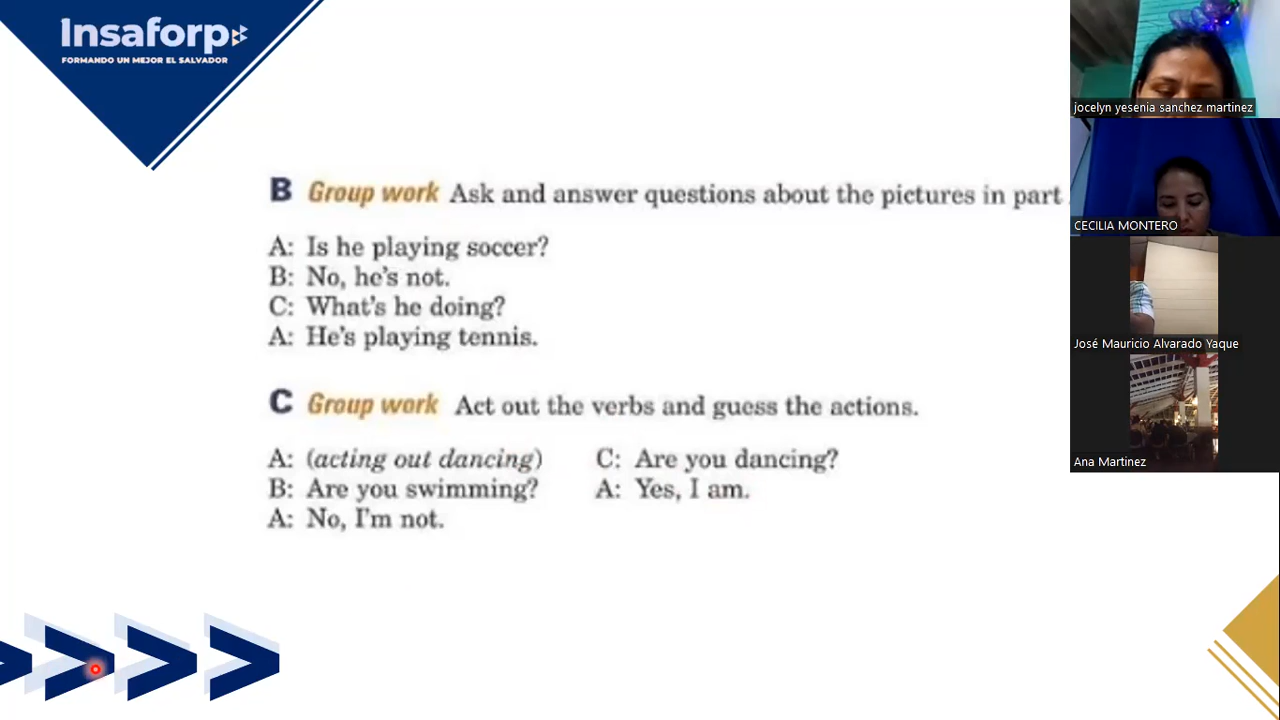 Insaforp
FORMANDO UN MEJOR EL SALVADOR
B Group work Ask and answer questions about the pictures in part
A: Is he playing soccer?
B: No, he's not.
C: What's he doing?
A: He's playing tennis.
C Group work Act out the verbs and guess the actions.
A: (acting out dancing)
B: Are you swimming?
A: No, I'm not.
C: Are you dancing?
A: Yes, I am.
jocelyn yesenia sanchez martinez
CECILIA MONTERO
José Mauricio Alvarado Yaque
Ana Martinez